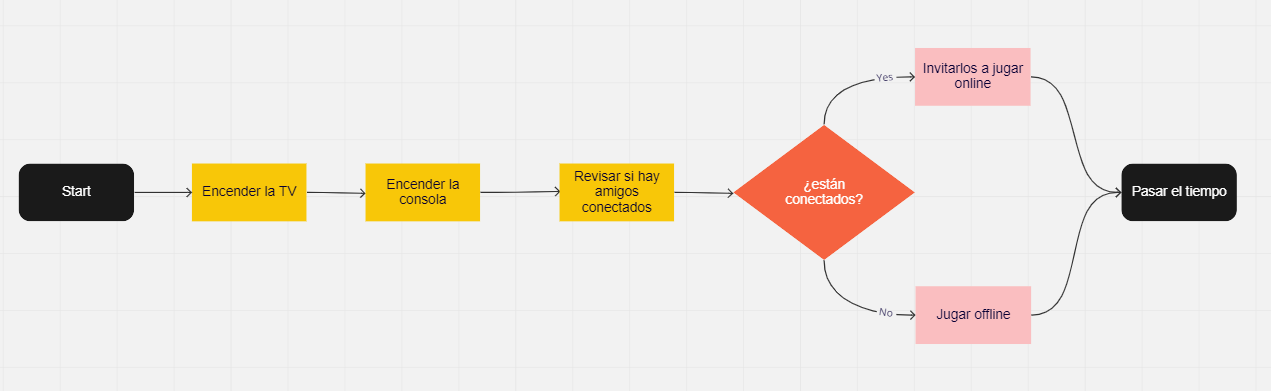 Start
Encender la TV
Encender la
consola
Revisar si hay
amigos
conectados
¿están
conectados?
Yes
Invitarlos a jugar
online
No
Jugar offline
Pasar el tiempo